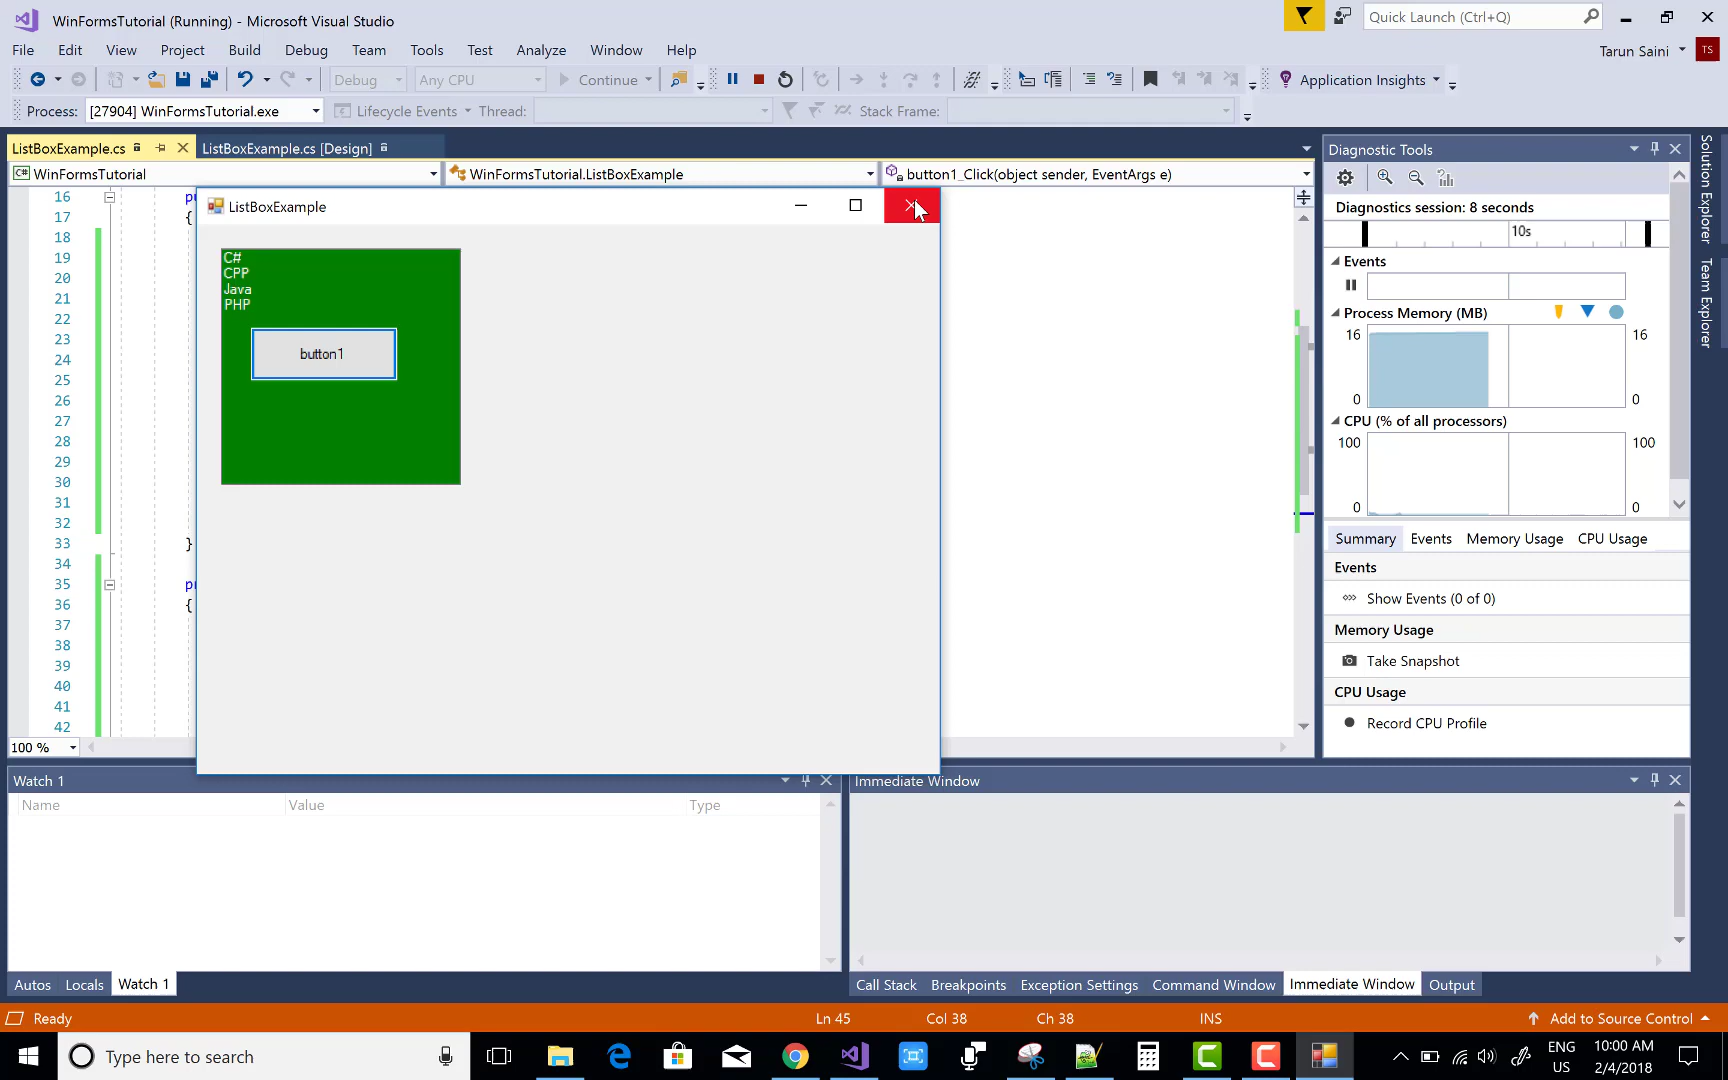 WinFormsTutorial (Running) - Microsoft Visual Studio
Quick Launch (Ctrl+Q)
File Edit View Project Build Debug Team Tools Test Analyze Window Help
Tarun Saini
TS
Debug Any CPU Continue Application Insights
Process: [27904] WinFormsTutorial.exe Lifecycle Events Thread: Stack Frame:
ListBoxExample.cs ListBoxExample.cs [Design]
C# WinFormsTutorial WinFormsTutorial.ListBoxExample button1_Click(object sender, EventArgs e)
16 p
17 {
18
19
20
21
22
23
24
25
26
27
28
29
30
31
32
33 }
34
35 p
36 {
37
38
39
40
41
42
100 %
ListBoxExample
C#
CPP
Java
PHP
button1
Diagnostic Tools
Diagnostics session: 8 seconds
10s
Events
Process Memory (MB)
16 16
0 0
CPU (% of all processors)
100 100
0 0
Summary Events Memory Usage CPU Usage
Events
Show Events (0 of 0)
Memory Usage
Take Snapshot
CPU Usage
Record CPU Profile
Solution Explorer
Team Explorer
Watch 1
Name Value Type
Autos Locals Watch 1
Immediate Window
Call Stack Breakpoints Exception Settings Command Window Immediate Window Output
Ready Ln 45 Col 38 Ch 38 INS Add to Source Control
Type here to search
ENG
US
10:00 AM
2/4/2018